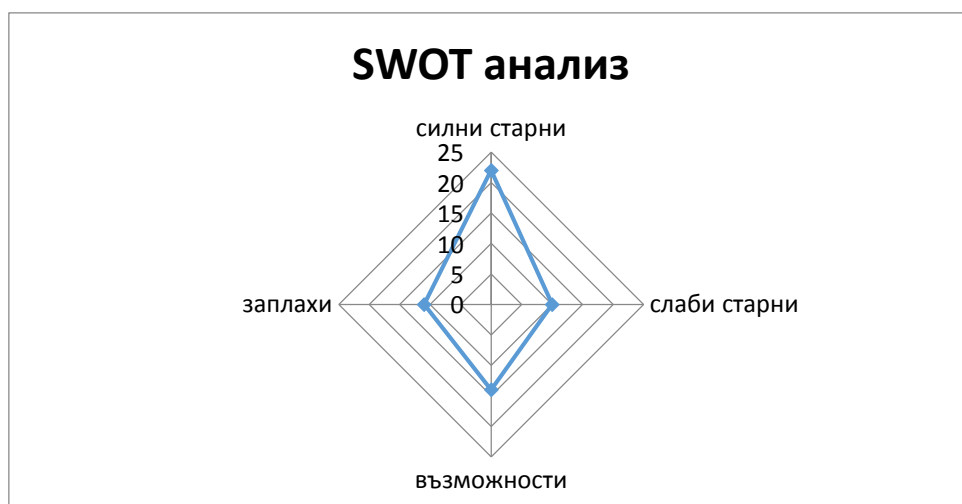 SWOT анализ
силни старни
25
20
15
10
5
0
заплахи
слаби старни
възможности